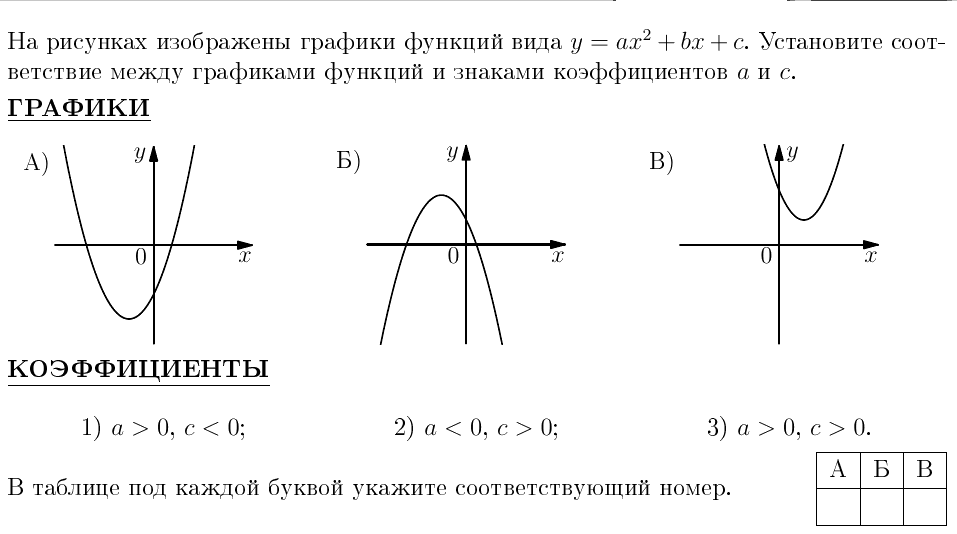 На рисунках изображены графики функций вида y = ax² + bx + c. Установите соот-
ветствие между графиками функций и знаками коэффициентов a и c.
ГРАФИКИ
А) y 0 x
Б) y 0 x
В) y 0 x
КОЭФФИЦИЕНТЫ
1) a > 0, c < 0; 2) a < 0, c > 0; 3) a > 0, c > 0.
А Б В
В таблице под каждой буквой укажите соответствующий номер.